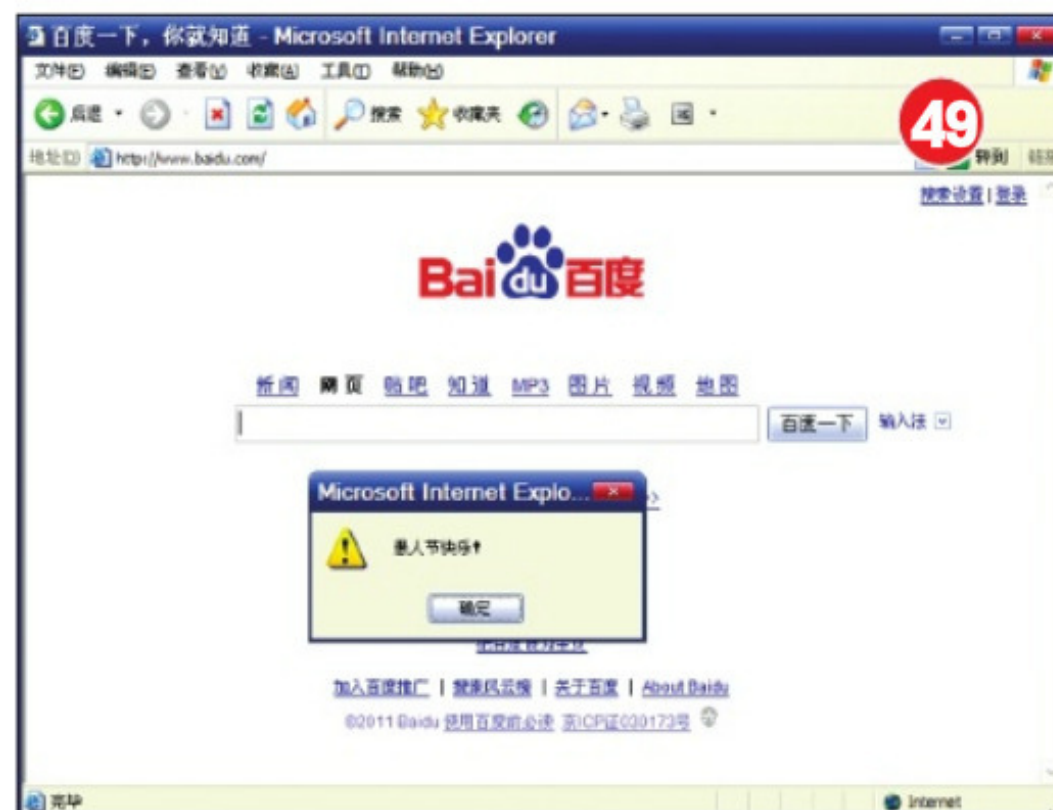 百度一下，你就知道 - Microsoft Internet Explorer
文件(F) 编辑(E) 查看(V) 收藏(A) 工具(T) 帮助(H)
后退 搜索 收藏夹
49
地址(D) http://www.baidu.com/ 转到
搜索设置 | 登录
Bai du 百度
新闻 网页 贴吧 知道 MP3 图片 视频 地图
百度一下 输入法
Microsoft Internet Explo...
>>
愚人节快乐!
确定
加入百度推广 | 搜索风云榜 | 关于百度 | About Baidu
©2011 Baidu 使用百度前必读 京ICP证030173号
完毕 Internet